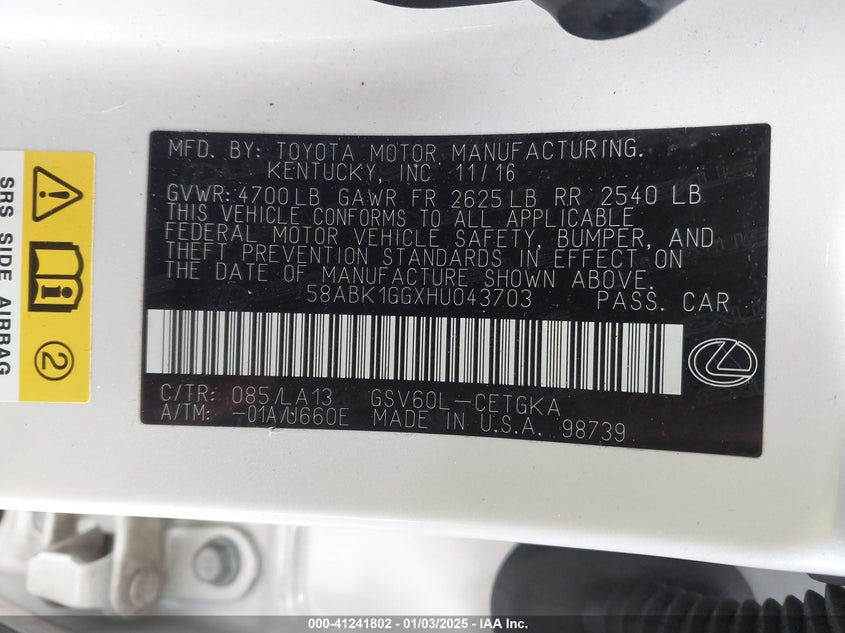 MFD. BY: TOYOTA MOTOR MANUFACTURING.
KENTUCKY, INC 11/16
GVWR: 4700LB GAWR FR 2625LB RR 2540 LB
THIS VEHICLE CONFORMS TO ALL APPLICABLE
FEDERAL MOTOR VEHICLE SAFETY, BUMPER, AND
THEFT PREVENTION STANDARDS IN EFFECT ON
THE DATE OF MANUFACTURE SHOWN ABOVE.
58ABK1GGXHU043703 PASS. CAR
C/TR: 085/LA13 GSV60L-CETGKA
A/TM: -01A/U660E MADE IN U.S.A. 98739
SRS SIDE AIRBAG
2
000-41241802 - 01/03/2025 - IAA Inc.